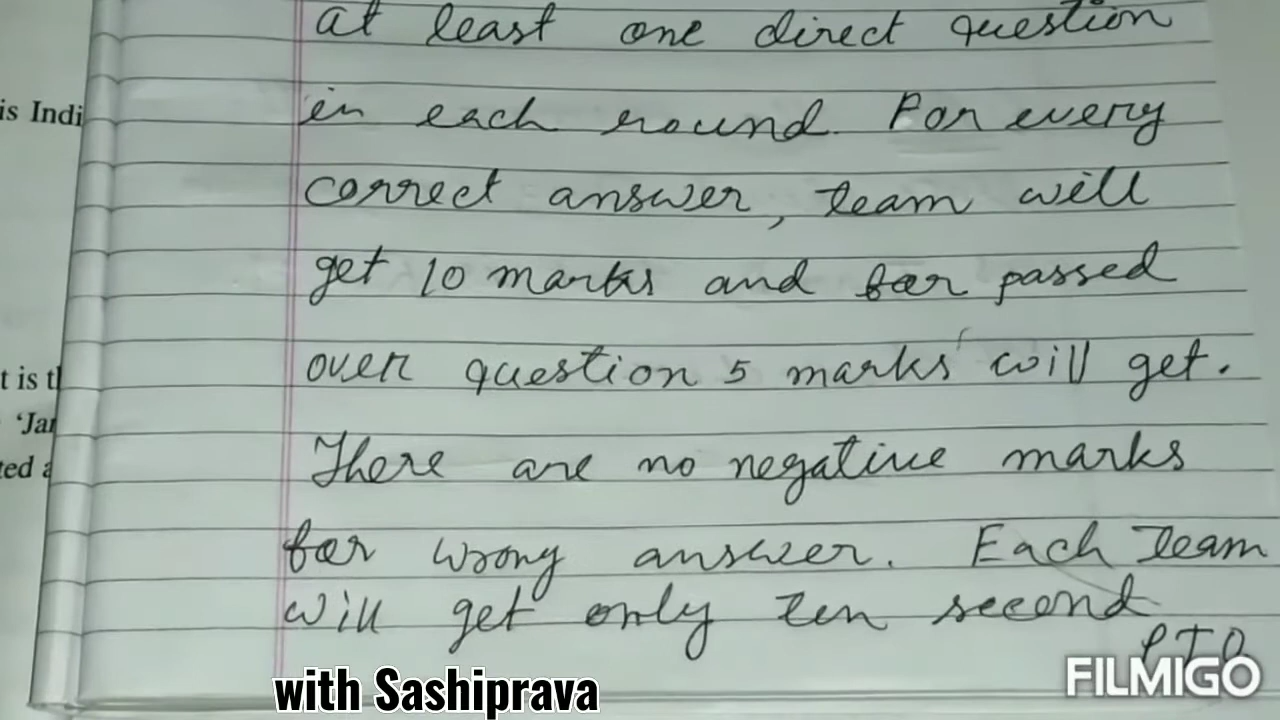 at least one direct question
is Indi
in each round. For every
correct answer, team will
get 10 marks and for passed
over question 5 marks will get.
t is t
'Jar
There are no negative marks
ted a
for wrong answer. Each team
will get only ten second
P T O
with Sashiprava
FILMIGO